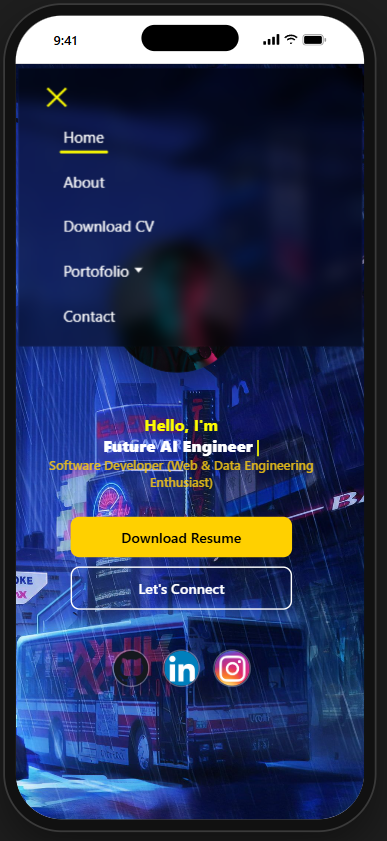 9:41
Home
About
Download CV
Portofolio
Contact
Hello, I'm
Future AI Engineer|
Software Developer (Web & Data Engineering
Enthusiast)
Download Resume
Let's Connect
in